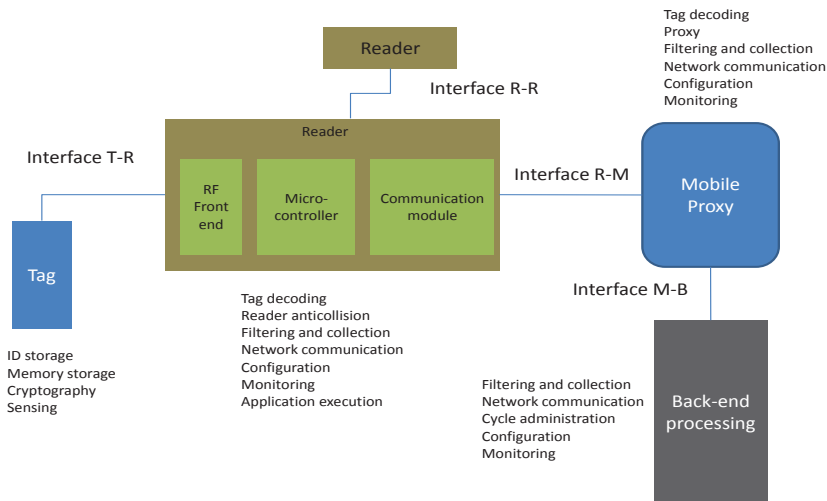 Tag decoding
Proxy
Filtering and collection
Network communication
Configuration
Monitoring
Reader
Interface R-R
Reader
Interface T-R
RF
Front
end
Micro-
controller
Communication
module
Interface R-M
Mobile
Proxy
Tag
Interface M-B
ID storage
Memory storage
Cryptography
Sensing
Tag decoding
Reader anticollision
Filtering and collection
Network communication
Configuration
Monitoring
Application execution
Filtering and collection
Network communication
Cycle administration
Configuration
Monitoring
Back-end
processing